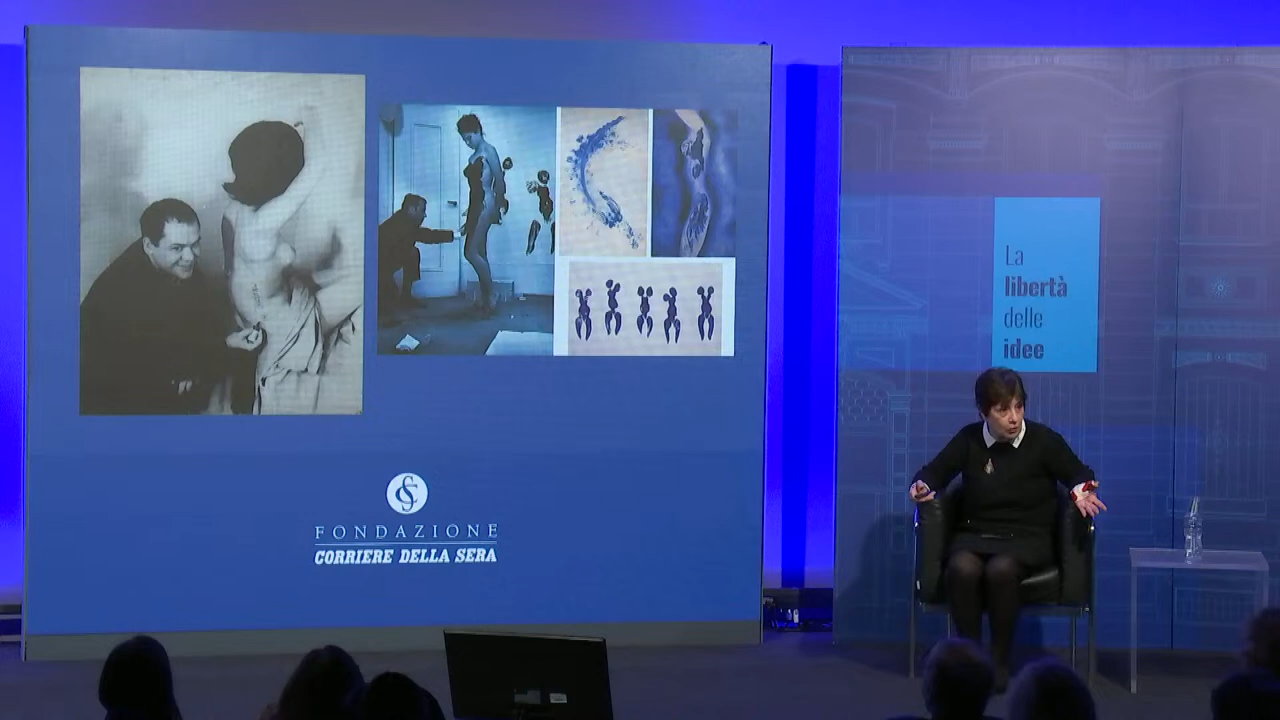 La
libertà
delle
idee
FONDAZIONE
CORRIERE DELLA SERA